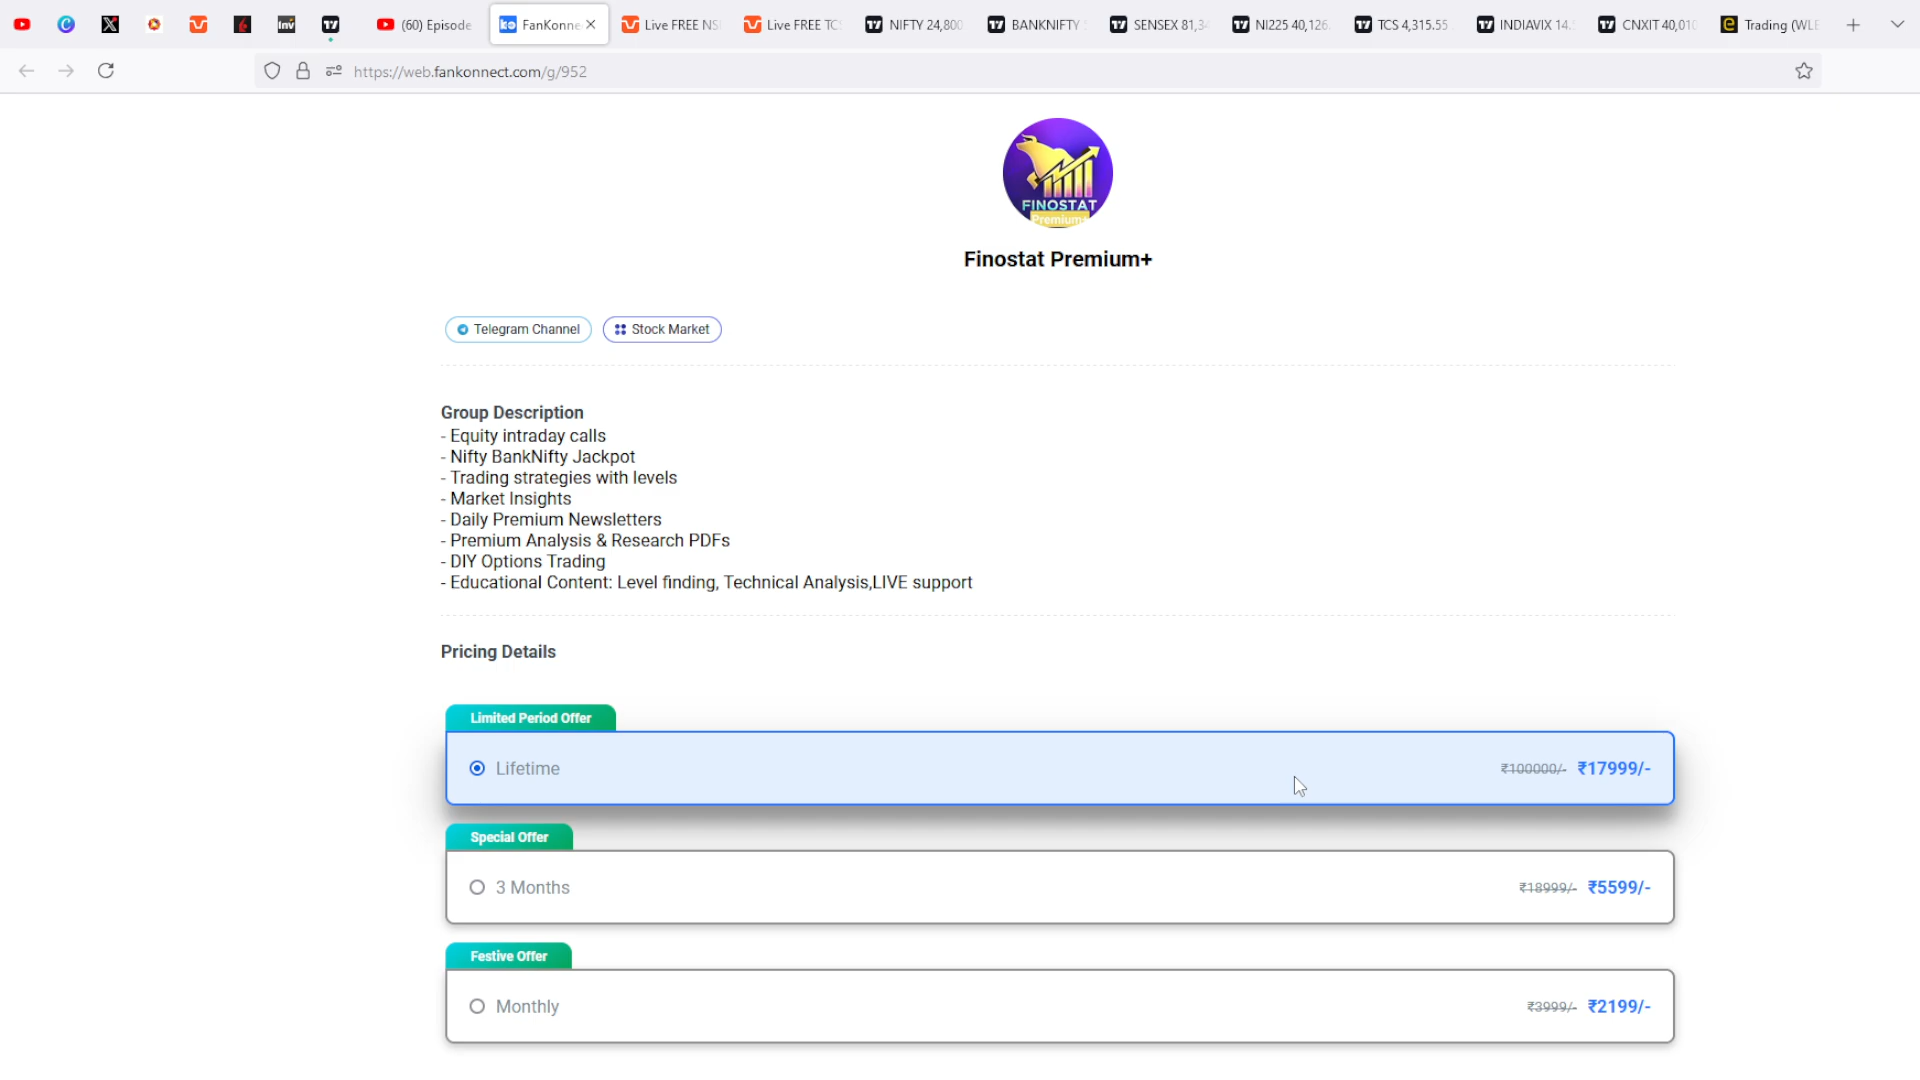 (60) Episode
FanKonne
Live FREE NS
Live FREE TC
NIFTY 24,800
BANKNIFTY
SENSEX 81,34
NI225 40,126.
TCS 4,315.55
INDIAVIX 14.
CNXIT 40,010
Trading (WLE
https://web.fankonnect.com/g/952
FINOSTAT
Premium+
Finostat Premium+
Telegram Channel
Stock Market
Group Description
- Equity intraday calls
- Nifty BankNifty Jackpot
- Trading strategies with levels
- Market Insights
- Daily Premium Newsletters
- Premium Analysis & Research PDFs
- DIY Options Trading
- Educational Content: Level finding, Technical Analysis,LIVE support
Pricing Details
Limited Period Offer
Lifetime ₹100000/- ₹17999/-
Special Offer
3 Months ₹18999/- ₹5599/-
Festive Offer
Monthly ₹3999/- ₹2199/-